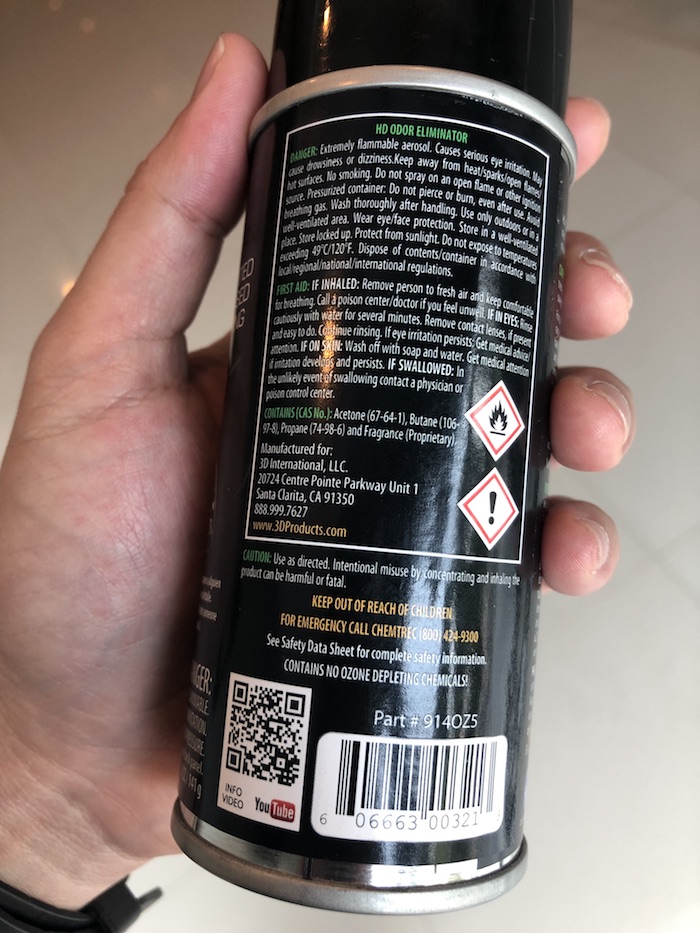 HD ODOR ELIMINATOR
DANGER: Extremely flammable aerosol. Causes serious eye irritation. May
cause drowsiness or dizziness.Keep away from heat/sparks/open flames/
hot surfaces. No smoking. Do not spray on an open flame or other ignition
source. Pressurized container: Do not pierce or burn, even after use. Avoid
breathing gas. Wash thoroughly after handling. Use only outdoors or in a
well-ventilated area. Wear eye/face protection. Store in a well-ventilated
place. Store locked up. Protect from sunlight. Do not expose to temperatures
exceeding 49°C/120°F. Dispose of contents/container in accordance with
local/regional/national/international regulations.
FIRST AID: IF INHALED: Remove person to fresh air and keep comfortable
for breathing. Call a poison center/doctor if you feel unwell. IF IN EYES: Rinse
cautiously with water for several minutes. Remove contact lenses, if present
and easy to do. Continue rinsing. If eye irritation persists: Get medical advice/
attention. IF ON SKIN: Wash off with soap and water. Get medical attention
if irritation develops and persists. IF SWALLOWED: In
the unlikely event of swallowing contact a physician or
poison control center.
CONTAINS (CAS No.): Acetone (67-64-1), Butane (106-
97-8), Propane (74-98-6) and Fragrance (Proprietary).
Manufactured for:
3D International, LLC.
20724 Centre Pointe Parkway Unit 1
Santa Clarita, CA 91350
888.999.7627
www.3DProducts.com
CAUTION: Use as directed. Intentional misuse by concentrating and inhaling the
product can be harmful or fatal.
KEEP OUT OF REACH OF CHILDREN
FOR EMERGENCY CALL CHEMTREC (800) 424-9300
See Safety Data Sheet for complete safety information.
CONTAINS NO OZONE DEPLETING CHEMICALS!
Part # 914OZ5
INFO
VIDEO
YouTube
6 06663 00321